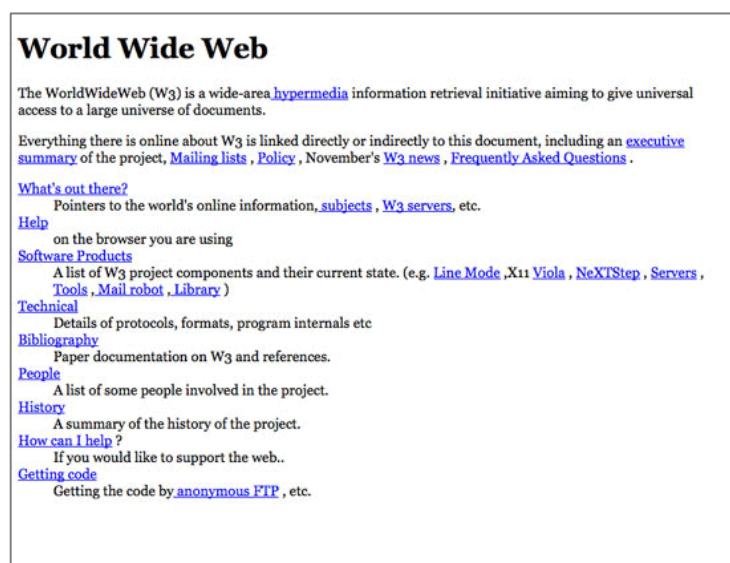 World Wide Web
The WorldWideWeb (W3) is a wide-area hypermedia information retrieval initiative aiming to give universal
access to a large universe of documents.
Everything there is online about W3 is linked directly or indirectly to this document, including an executive
summary of the project, Mailing lists , Policy , November's W3 news , Frequently Asked Questions .
What's out there?
Pointers to the world's online information, subjects , W3 servers, etc.
Help
on the browser you are using
Software Products
A list of W3 project components and their current state. (e.g. Line Mode ,X11 Viola , NeXTStep , Servers ,
Tools , Mail robot , Library )
Technical
Details of protocols, formats, program internals etc
Bibliography
Paper documentation on W3 and references.
People
A list of some people involved in the project.
History
A summary of the history of the project.
How can I help ?
If you would like to support the web..
Getting code
Getting the code by anonymous FTP , etc.